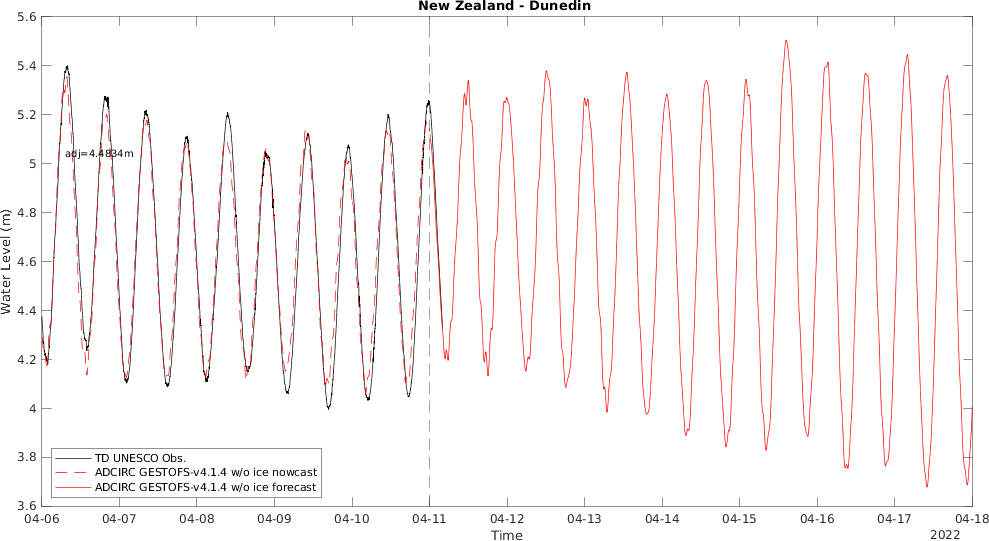 New Zealand - Dunedin
5.6
5.4
5.2
5
4.8
4.6
4.4
4.2
4
3.8
3.6
Water Level (m)
adj=4.4834m
TD UNESCO Obs.
ADCIRC GESTOFS-v4.1.4 w/o ice nowcast
ADCIRC GESTOFS-v4.1.4 w/o ice forecast
04-06 04-07 04-08 04-09 04-10 04-11 04-12 04-13 04-14 04-15 04-16 04-17 04-18
Time
2022